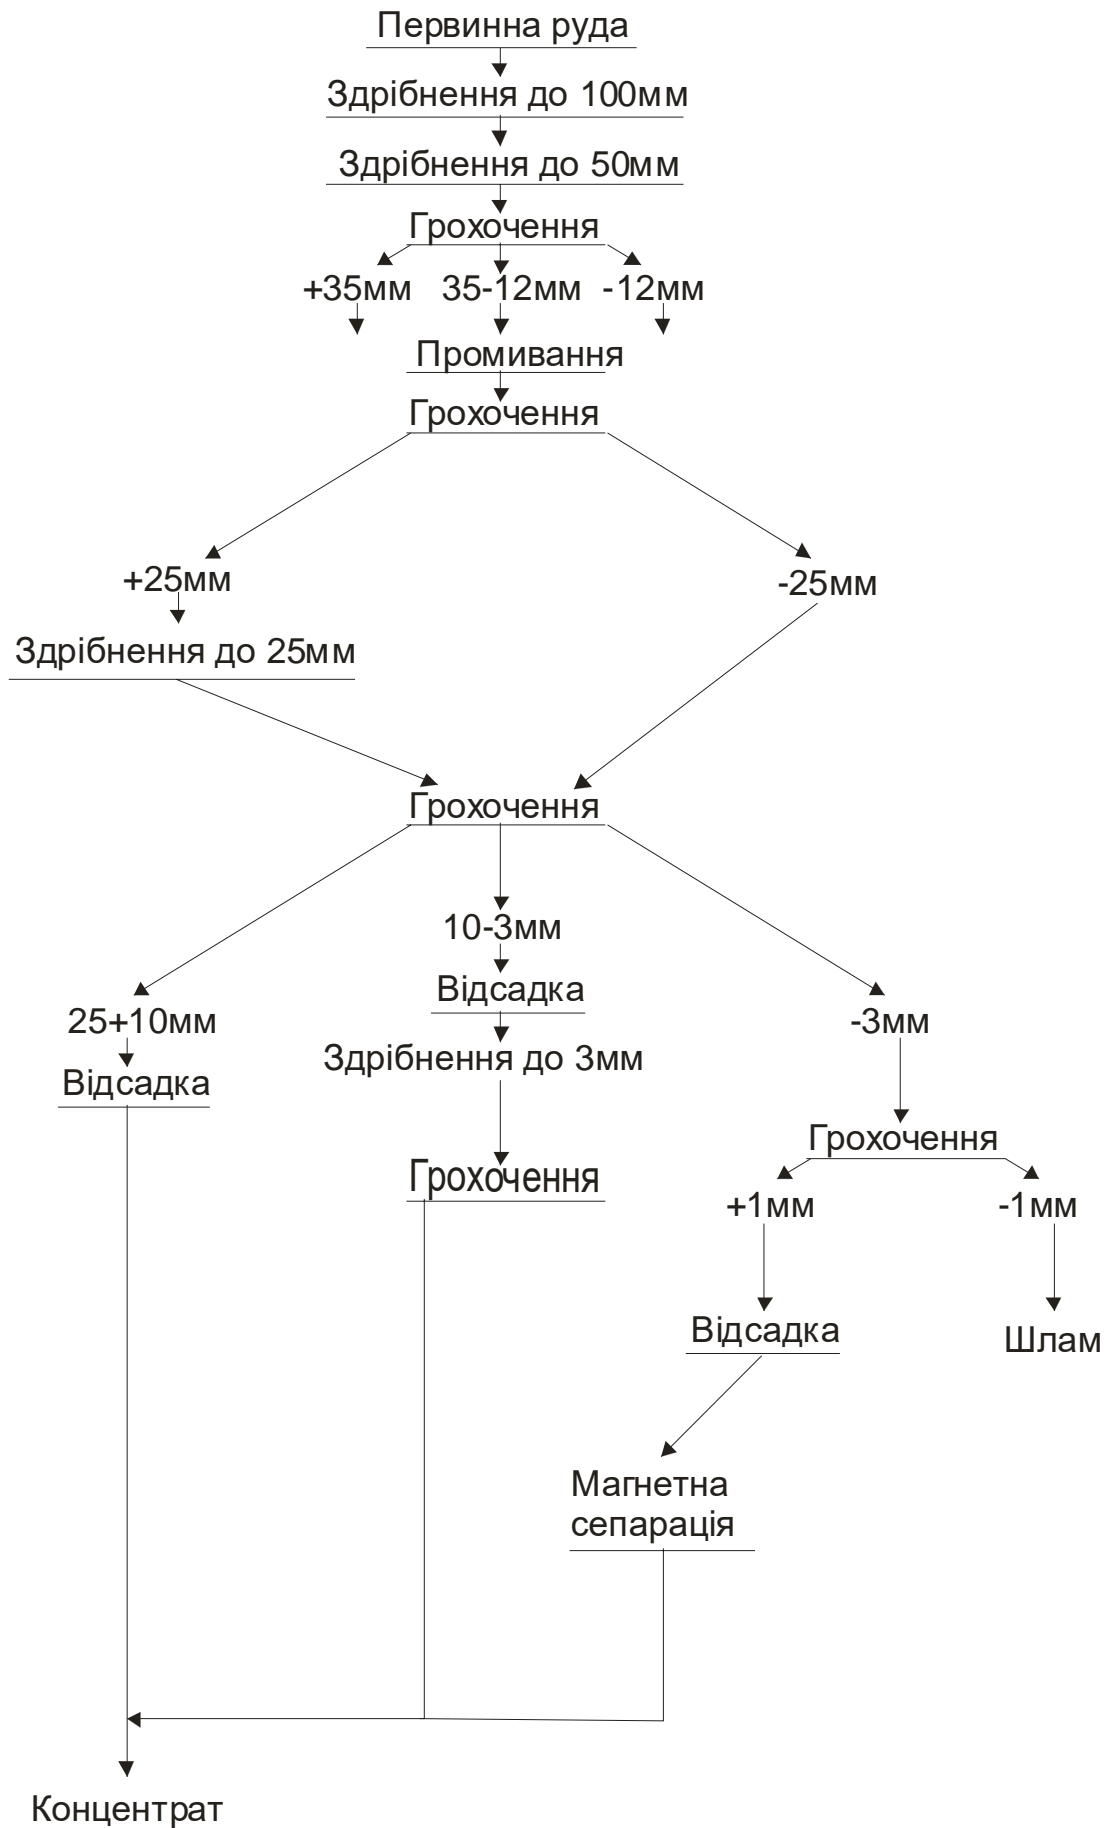 Первинна руда
Здрібнення до 100мм
Здрібнення до 50мм
Грохочення
+35мм 35-12мм -12мм
Промивання
Грохочення
+25мм
-25мм
Здрібнення до 25мм
Грохочення
10-3мм
Відсадка
25+10мм
-3мм
Здрібнення до 3мм
Відсадка
Грохочення
Грохочення
+1мм
-1мм
Відсадка
Шлам
Магнетна
сепарація
Концентрат